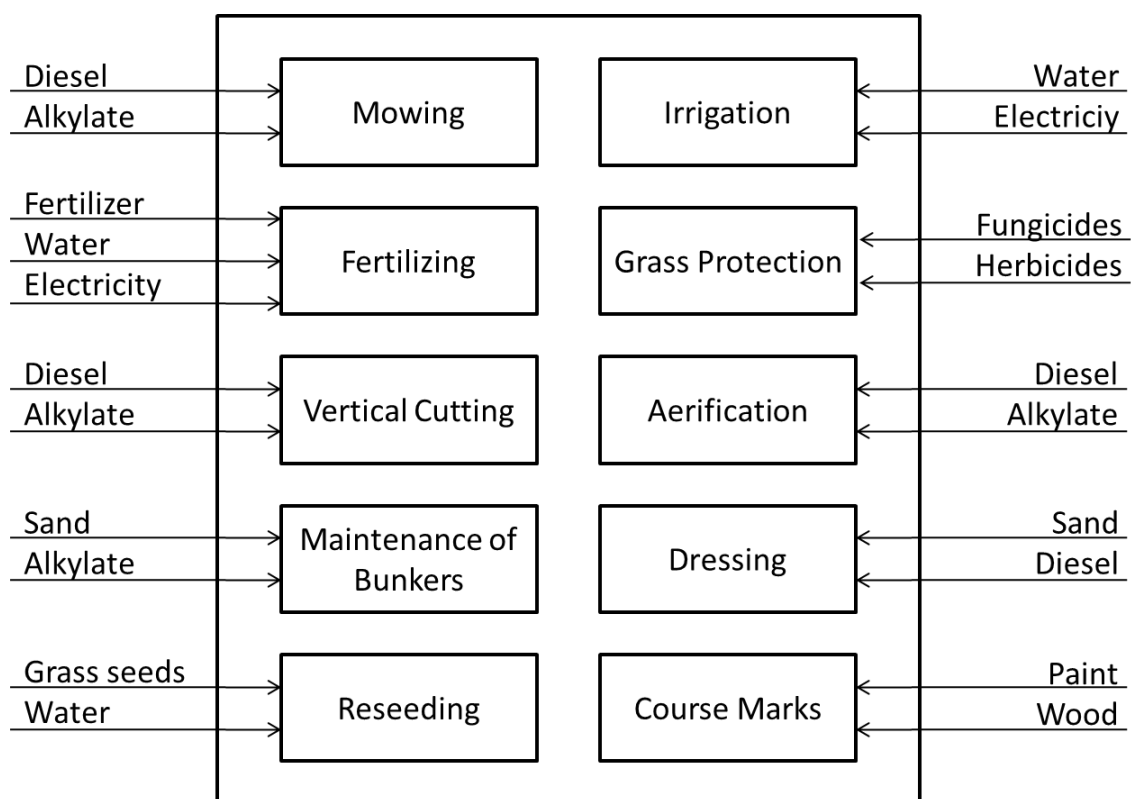 Diesel
Alkylate
Mowing
Irrigation
Water
Electriciy
Fertilizer
Water
Electricity
Fertilizing
Grass Protection
Fungicides
Herbicides
Diesel
Alkylate
Vertical Cutting
Aerification
Diesel
Alkylate
Sand
Alkylate
Maintenance of
Bunkers
Dressing
Sand
Diesel
Grass seeds
Water
Reseeding
Course Marks
Paint
Wood